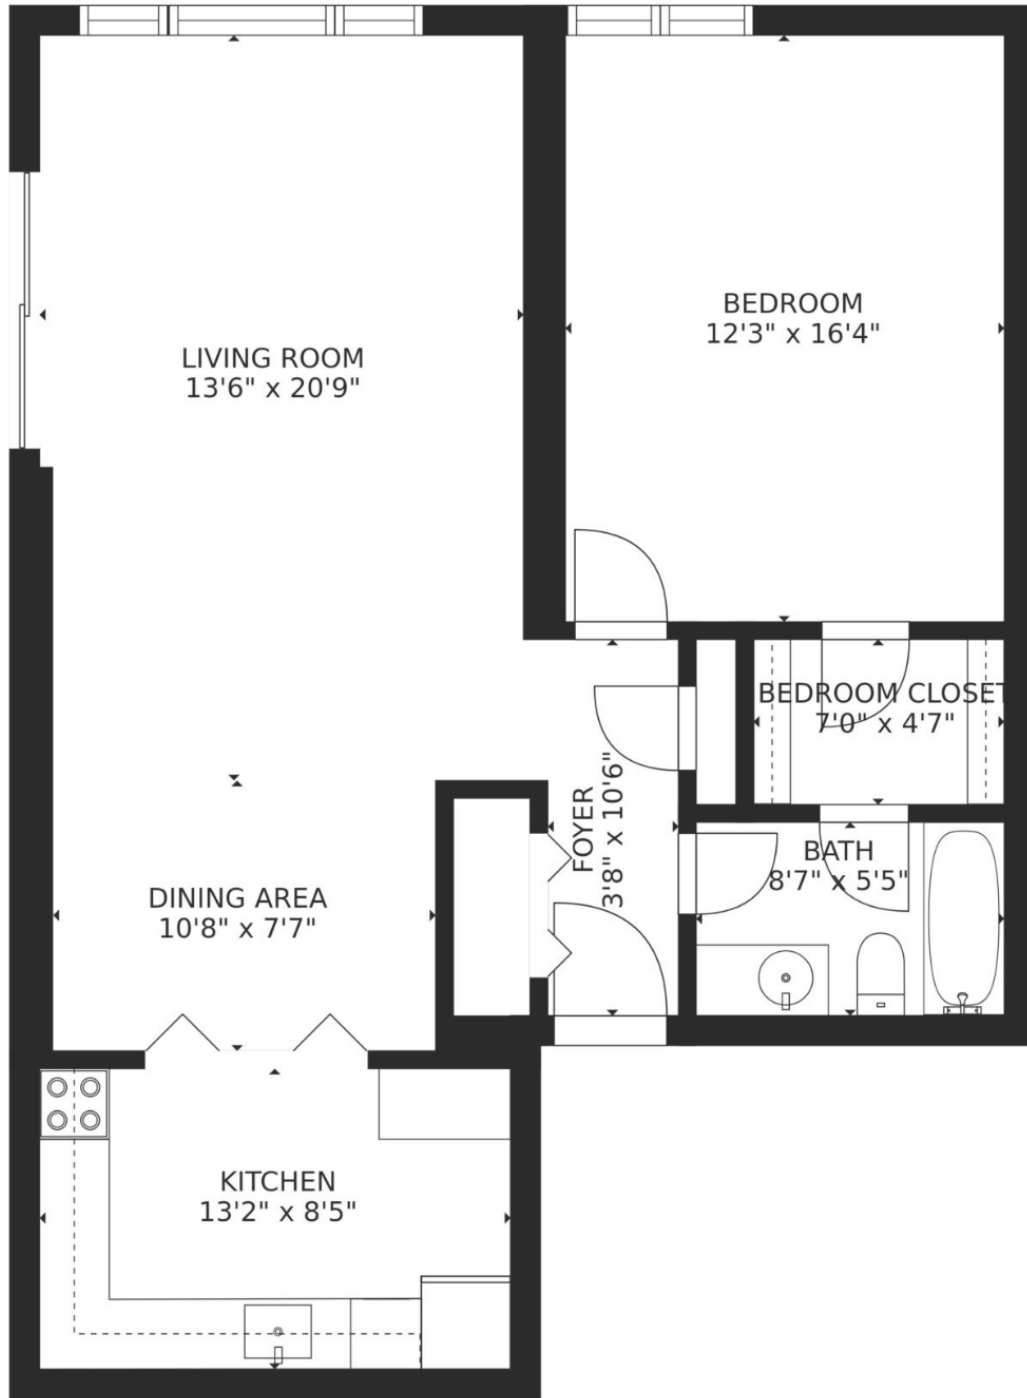 LIVING ROOM
13'6" x 20'9"
BEDROOM
12'3" x 16'4"
BEDROOM CLOSET
7'0" x 4'7"
FOYER
3'8" x 10'6"
BATH
8'7" x 5'5"
DINING AREA
10'8" x 7'7"
KITCHEN
13'2" x 8'5"